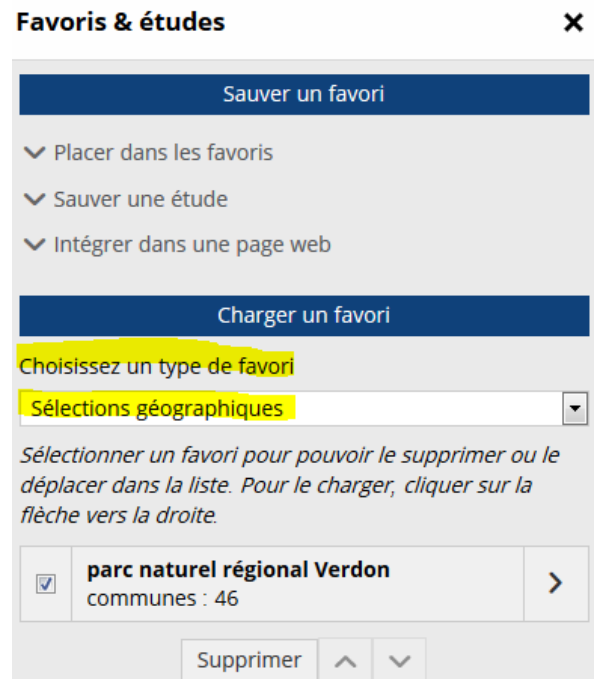 Favoris & études
Sauver un favori
Placer dans les favoris
Sauver une étude
Intégrer dans une page web
Charger un favori
Choisissez un type de favori
Sélections géographiques
Sélectionner un favori pour pouvoir le supprimer ou le
déplacer dans la liste. Pour le charger, cliquer sur la
flèche vers la droite.
parc naturel régional Verdon
communes : 46
Supprimer